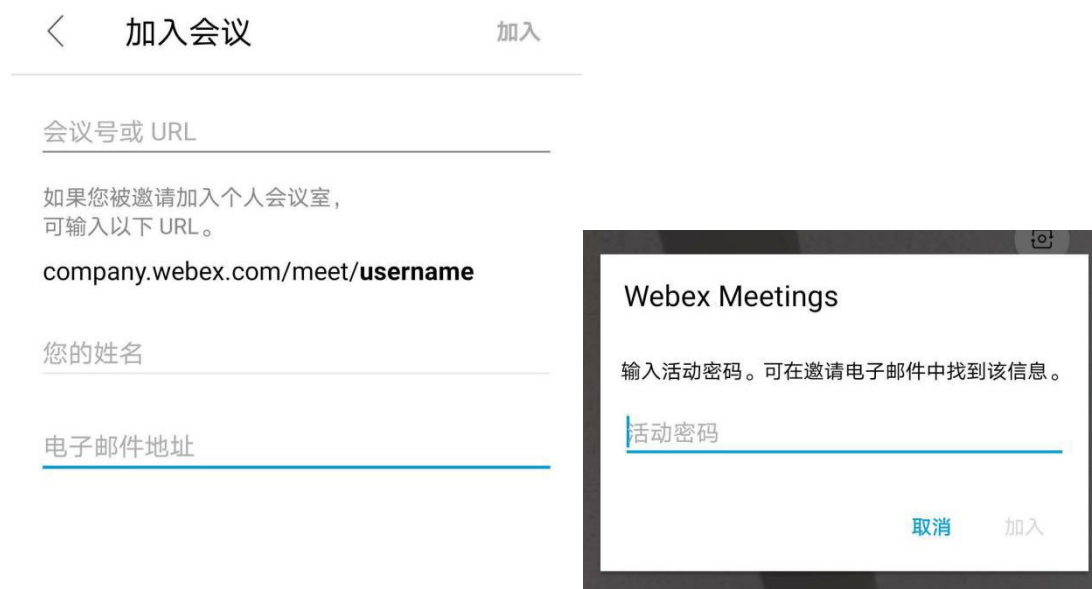 加入会议
加入
会议号或 URL
如果您被邀请加入个人会议室，
可输入以下 URL。
company.webex.com/meet/username
您的姓名
电子邮件地址
Webex Meetings
输入活动密码。可在邀请电子邮件中找到该信息。
活动密码
取消
加入